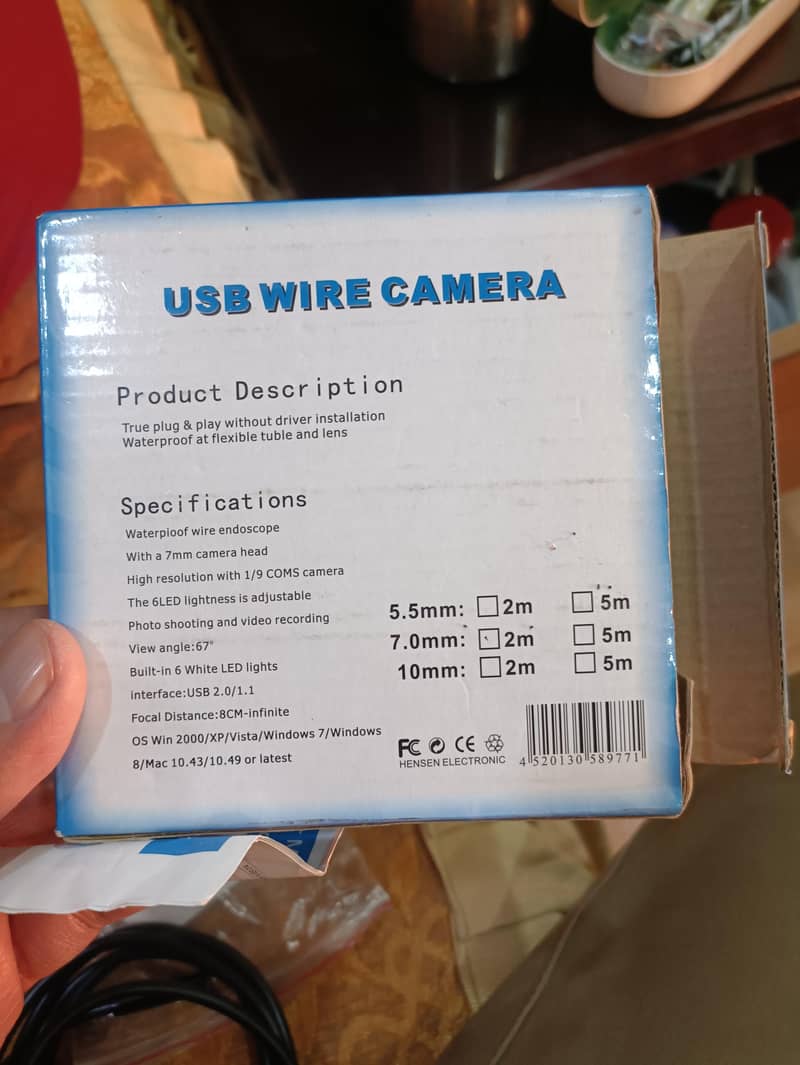 USB WIRE CAMERA
Product Description
True plug & play without driver installation
Waterproof at flexible tuble and lens
Specifications
Waterpioof wire endoscope
With a 7mm camera head
High resolution with 1/9 COMS camera
The 6LED lightness is adjustable
Photo shooting and video recording
View angle:67°
Built-in 6 White LED lights
interface:USB 2.0/1.1
Focal Distance:8CM-infinite
OS Win 2000/XP/Vista/Windows 7/Windows
8/Mac 10.43/10.49 or latest
5.5mm: 2m 5m
7.0mm: 2m 5m
10mm: 2m 5m
FC CE
HENSEN ELECTRONIC
4 520130 589771